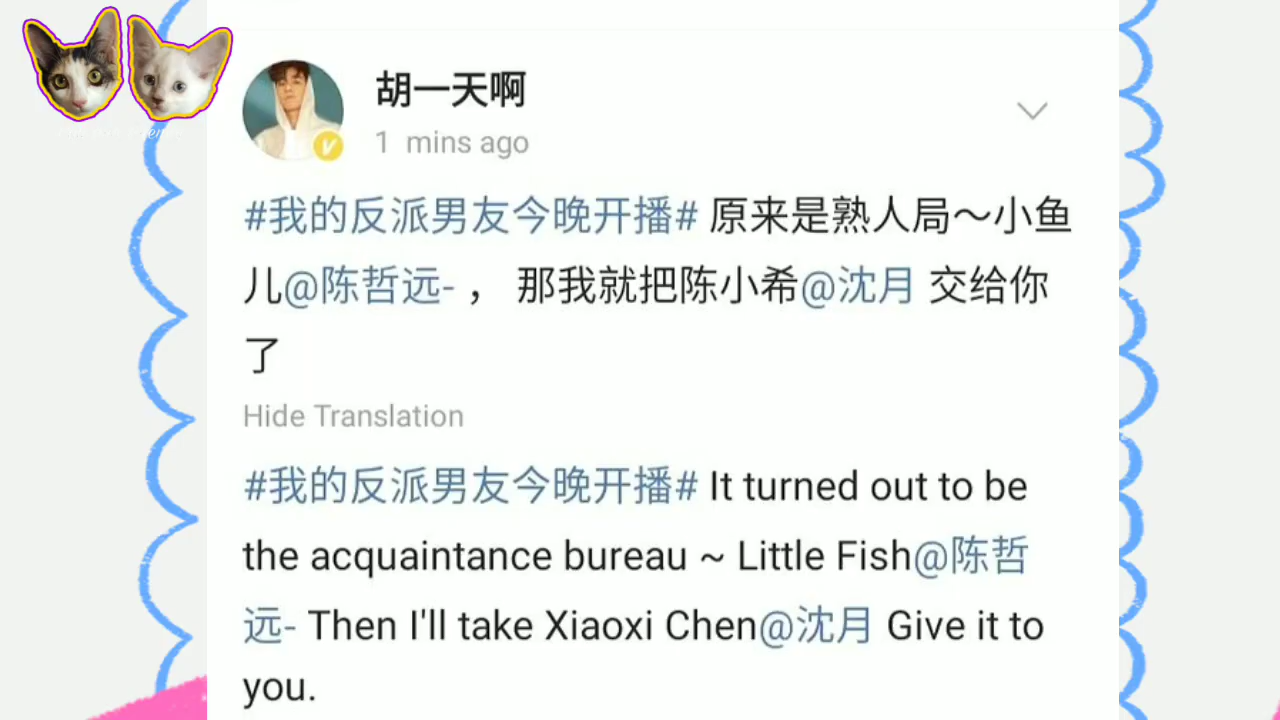 胡一天啊
1 mins ago
#我的反派男友今晚开播# 原来是熟人局～小鱼
儿@陈哲远- ， 那我就把陈小希@沈月 交给你
了
Hide Translation
#我的反派男友今晚开播# It turned out to be
the acquaintance bureau ~ Little Fish@陈哲
远- Then I'll take Xiaoxi Chen@沈月 Give it to
you.